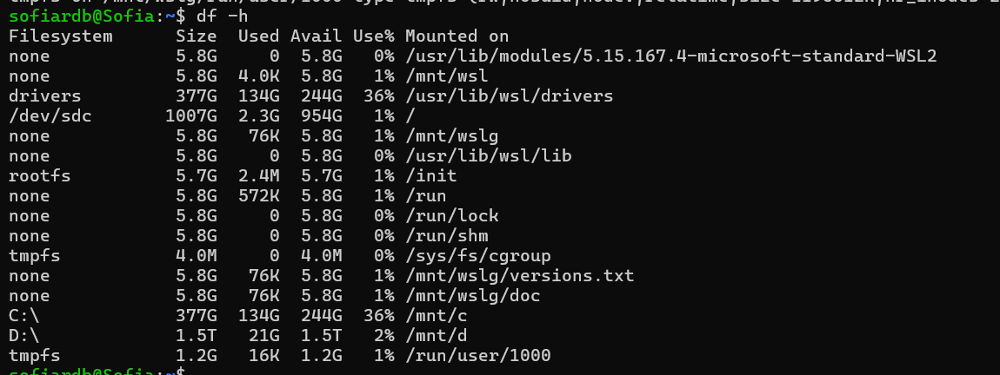 sofiardb@Sofia:~$ df -h
Filesystem      Size  Used Avail Use% Mounted on
none            5.8G     0  5.8G   0% /usr/lib/modules/5.15.167.4-microsoft-standard-WSL2
none            5.8G  4.0K  5.8G   1% /mnt/wsl
drivers         377G  134G  244G  36% /usr/lib/wsl/drivers
/dev/sdc       1007G  2.3G  954G   1% /
none            5.8G   76K  5.8G   1% /mnt/wslg
none            5.8G     0  5.8G   0% /usr/lib/wsl/lib
rootfs          5.7G  2.4M  5.7G   1% /init
none            5.8G  572K  5.8G   1% /run
none            5.8G     0  5.8G   0% /run/lock
none            5.8G     0  5.8G   0% /run/shm
tmpfs           4.0M     0  4.0M   0% /sys/fs/cgroup
none            5.8G   76K  5.8G   1% /mnt/wslg/versions.txt
none            5.8G   76K  5.8G   1% /mnt/wslg/doc
C:\             377G  134G  244G  36% /mnt/c
D:\             1.5T   21G  1.5T   2% /mnt/d
tmpfs           1.2G   16K  1.2G   1% /run/user/1000
sofiardb@Sofia:~$